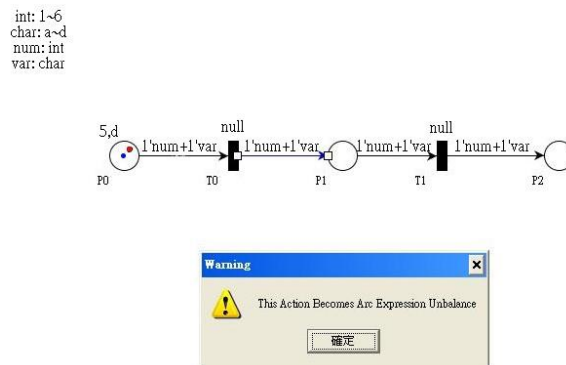 int: 1~6
char: a~d
num: int
var: char
5,d
null
null
1'num+1'var
1'num+1'var
1'num+1'var
1'num+1'var
P0
T0
P1
T1
P2
Warning
This Action Becomes Arc Expression Unbalance
確定